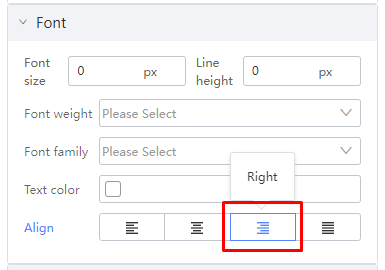 Font
Font size 0 px Line height 0 px
Font weight Please Select
Font family Please Select
Right
Text color
Align